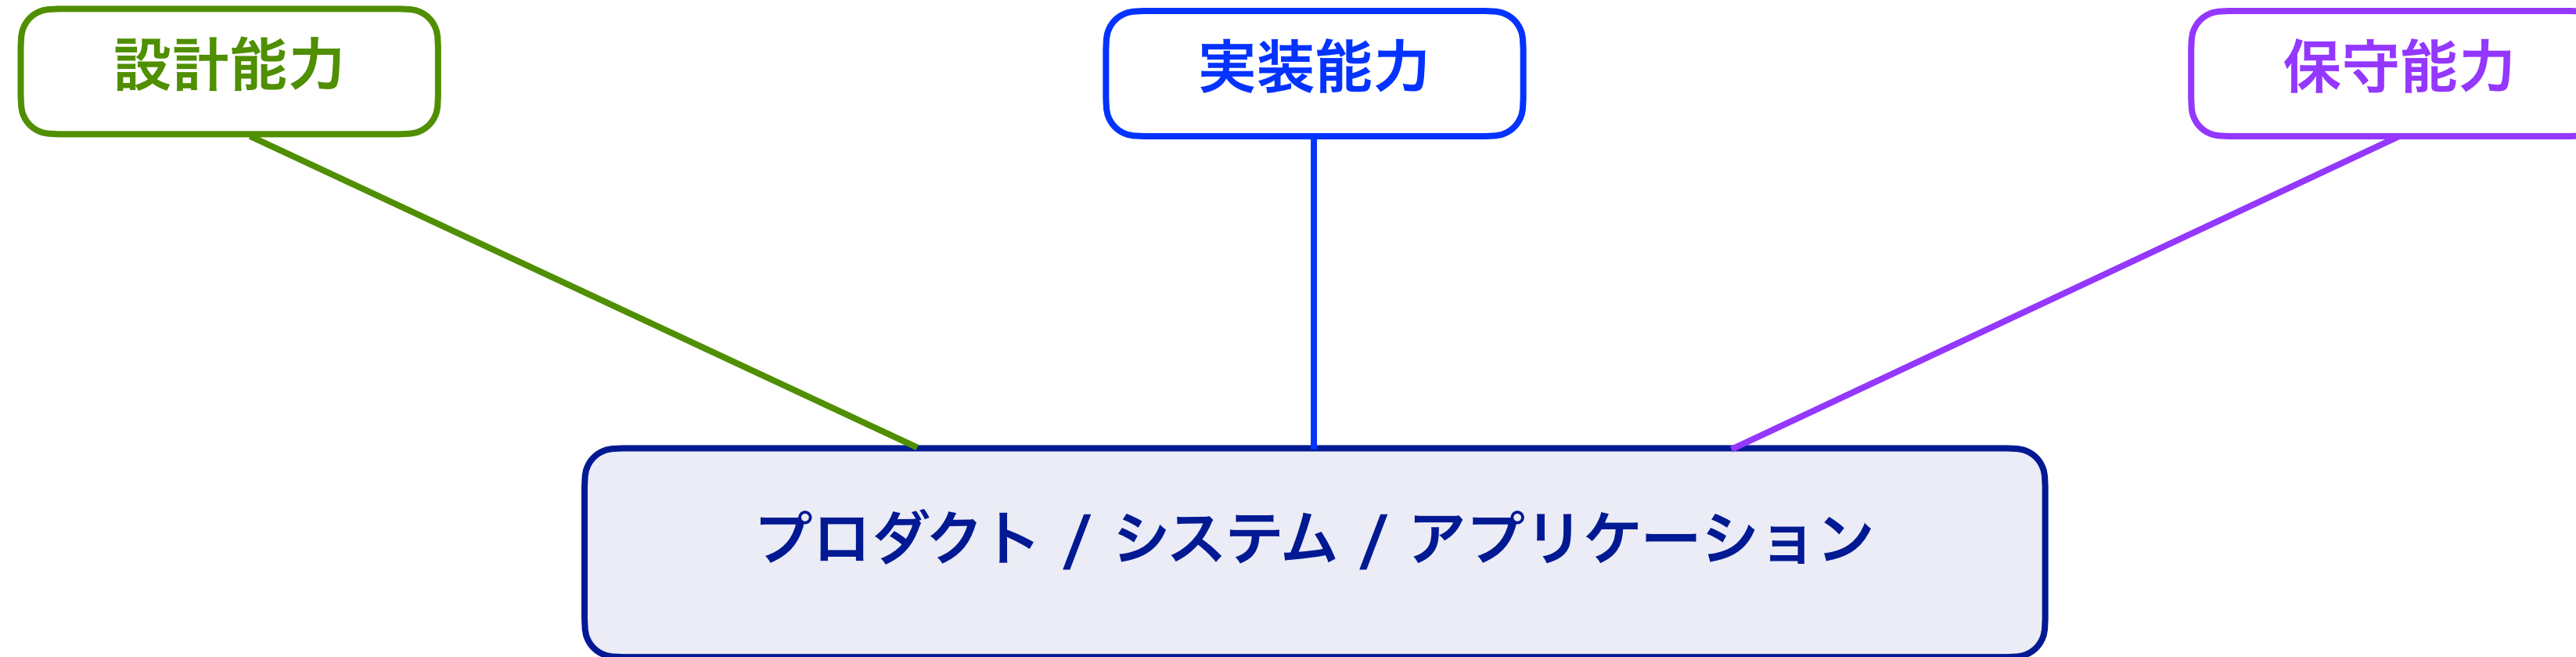 設計能力
実装能力
保守能力
プロダクト / システム / アプリケーション